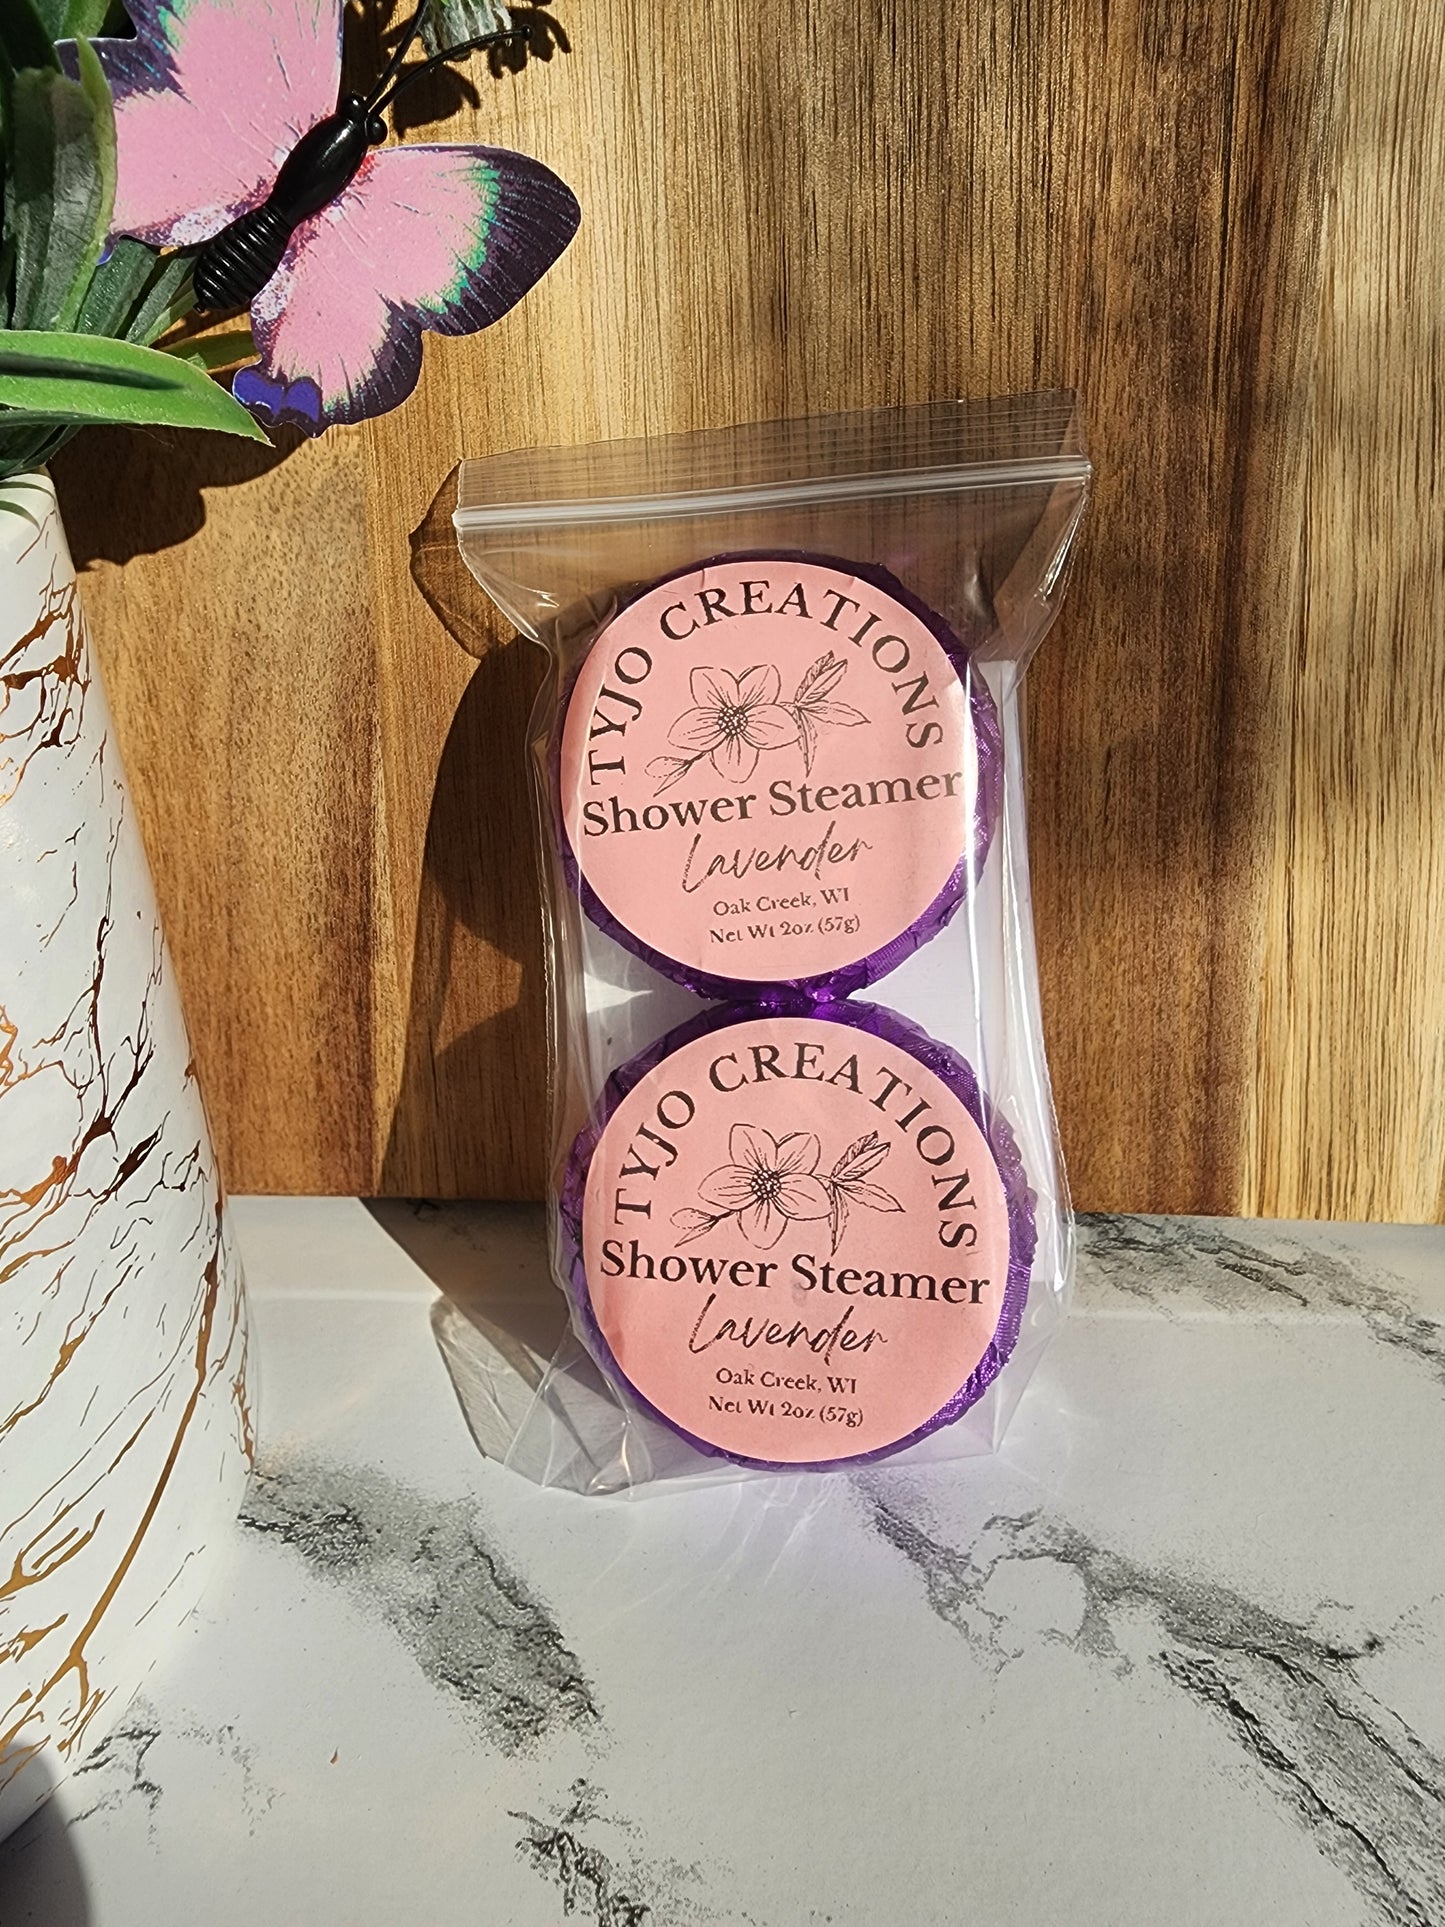 TYJO CREATIONS
Shower Steamer
Lavender
Oak Creek, WI
Net Wt 2oz (57g)
TYJO CREATIONS
Shower Steamer
Lavender
Oak Creek, WI
Net Wt 2oz (57g)